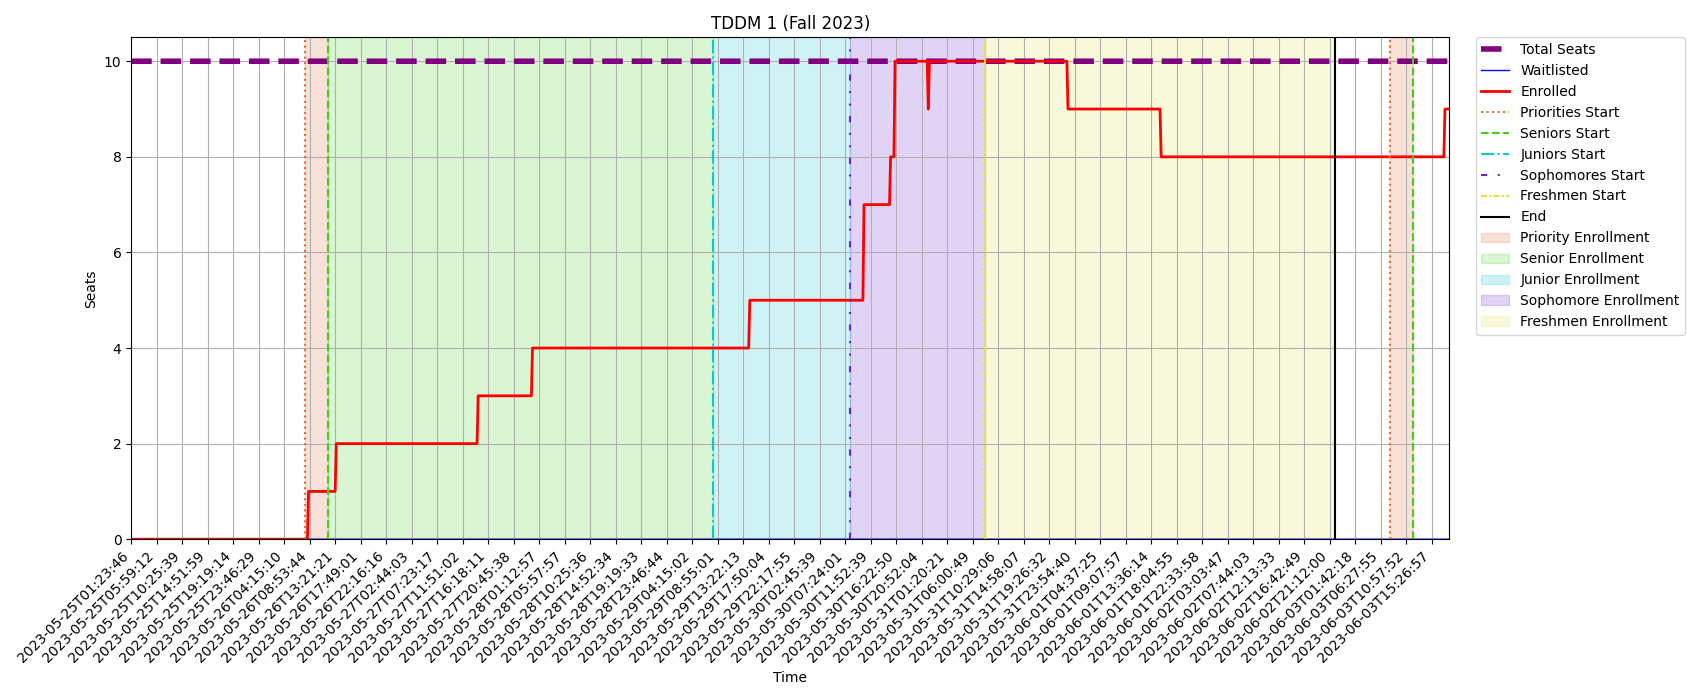 TDDM 1 (Fall 2023)
Seats
10
8
6
4
2
0
2023-05-25T01:23:46
2023-05-25T05:59:12
2023-05-25T10:25:39
2023-05-25T14:51:59
2023-05-25T19:19:14
2023-05-25T23:46:29
2023-05-26T04:15:10
2023-05-26T08:53:44
2023-05-26T13:21:21
2023-05-26T17:49:01
2023-05-26T22:16:16
2023-05-27T02:44:03
2023-05-27T07:23:17
2023-05-27T11:51:02
2023-05-27T16:18:11
2023-05-27T20:45:38
2023-05-28T01:12:57
2023-05-28T05:57:57
2023-05-28T10:25:36
2023-05-28T14:52:34
2023-05-28T19:19:33
2023-05-28T23:46:44
2023-05-29T04:15:02
2023-05-29T08:55:01
2023-05-29T13:22:13
2023-05-29T17:50:04
2023-05-29T22:17:55
2023-05-30T02:45:39
2023-05-30T07:24:01
2023-05-30T11:52:39
2023-05-30T16:22:50
2023-05-30T20:52:04
2023-05-31T01:20:21
2023-05-31T06:00:49
2023-05-31T10:29:06
2023-05-31T14:58:07
2023-05-31T19:26:32
2023-05-31T23:54:40
2023-06-01T04:37:25
2023-06-01T09:07:57
2023-06-01T13:36:14
2023-06-01T18:04:55
2023-06-01T22:33:58
2023-06-02T03:03:47
2023-06-02T07:44:03
2023-06-02T12:13:33
2023-06-02T16:42:49
2023-06-02T21:12:00
2023-06-03T01:42:18
2023-06-03T06:27:55
2023-06-03T10:57:52
2023-06-03T15:26:57
Time
Total Seats
Waitlisted
Enrolled
Priorities Start
Seniors Start
Juniors Start
Sophomores Start
Freshmen Start
End
Priority Enrollment
Senior Enrollment
Junior Enrollment
Sophomore Enrollment
Freshmen Enrollment